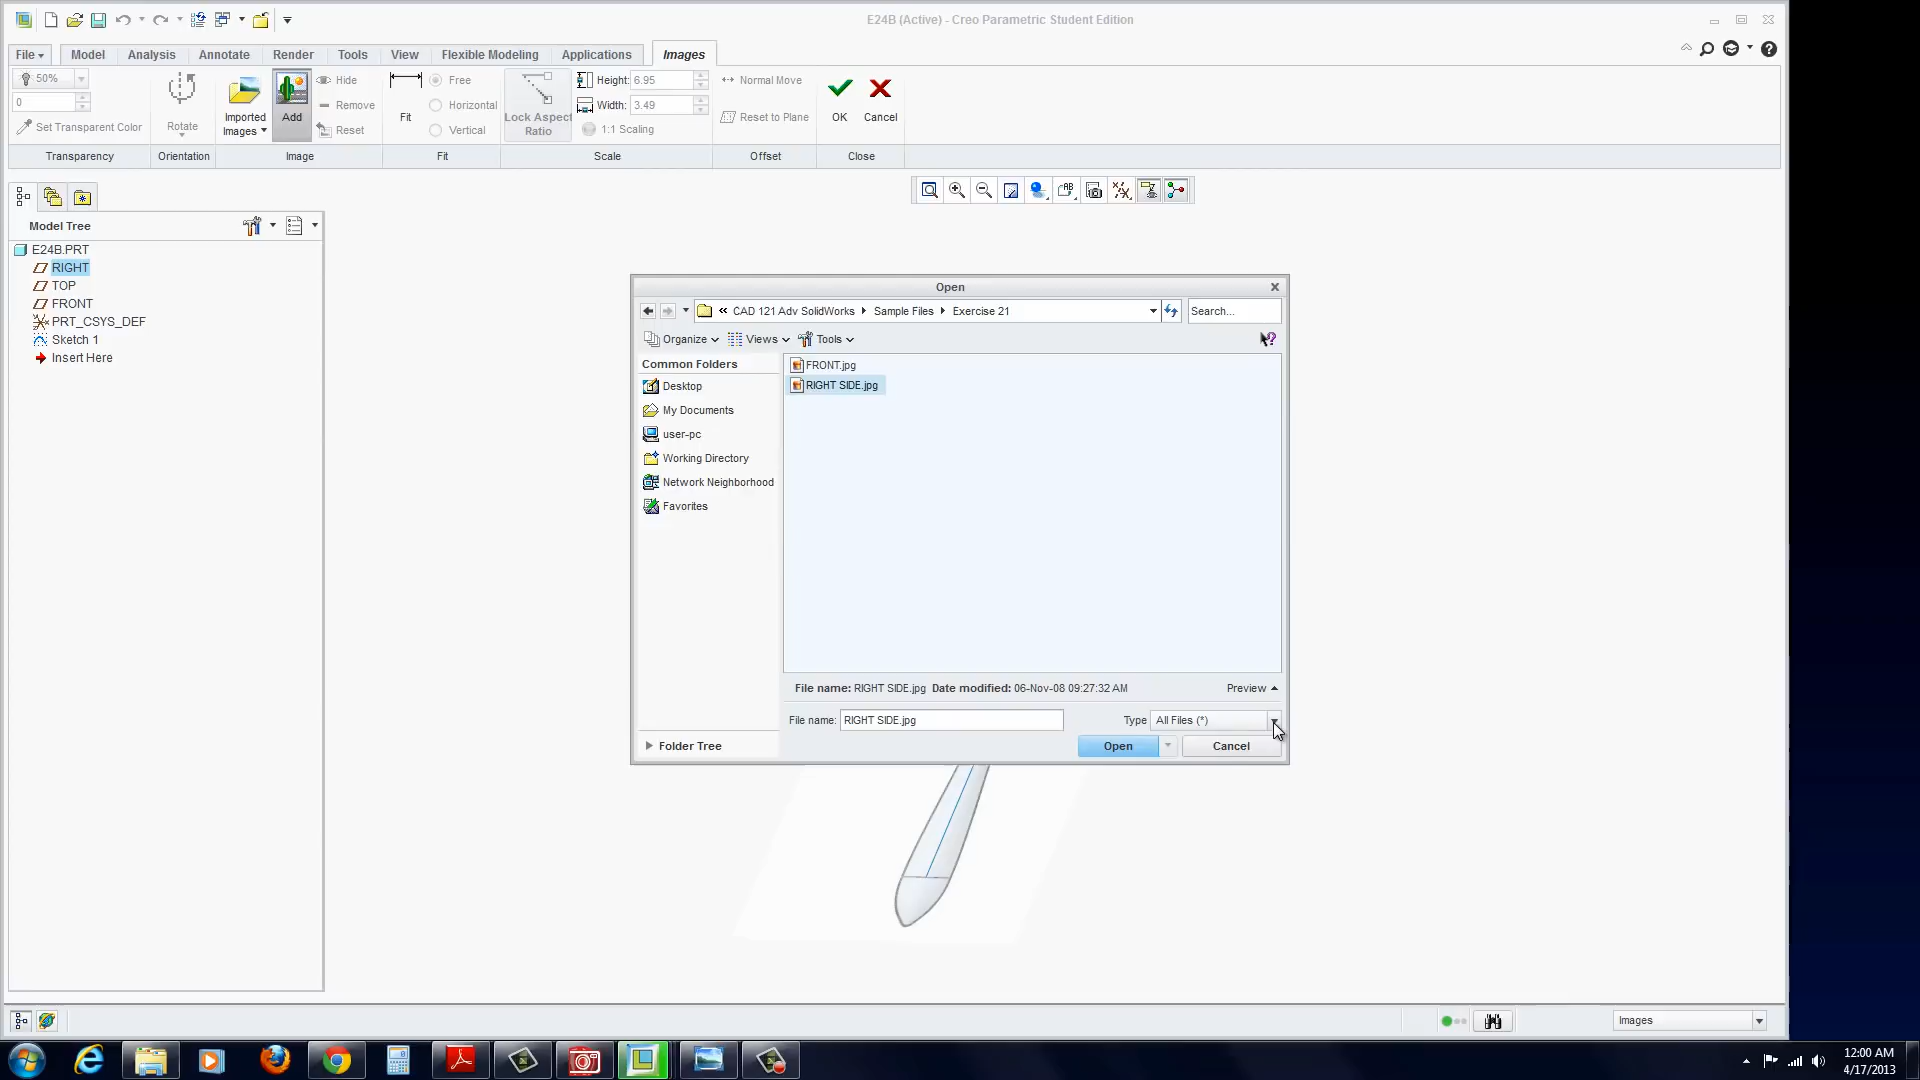 E24B (Active) - Creo Parametric Student Edition
File Model Analysis Annotate Render Tools View Flexible Modeling Applications Images
50% Hide Free Height: 6.95 Normal Move
0 Remove Horizontal Width: 3.49
Set Transparent Color Rotate Imported Images Add Reset Fit Vertical Lock Aspect Ratio 1:1 Scaling Reset to Plane OK Cancel
Transparency Orientation Image Fit Scale Offset Close
Model Tree
E24B.PRT
RIGHT
TOP
FRONT
PRT_CSYS_DEF
Sketch 1
Insert Here
Open
« CAD 121 Adv SolidWorks Sample Files Exercise 21 Search...
Organize Views Tools
Common Folders
Desktop
My Documents
user-pc
Working Directory
Network Neighborhood
Favorites
Folder Tree
FRONT.jpg
RIGHT SIDE.jpg
File name: RIGHT SIDE.jpg Date modified: 06-Nov-08 09:27:32 AM Preview
File name: RIGHT SIDE.jpg Type All Files (*)
Open Cancel
Images
12:00 AM
4/17/2013